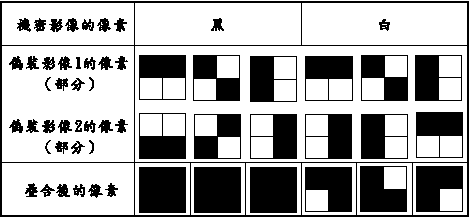 機密影像的像素 黑 白
偽裝影像1的像素
(部分)
偽裝影像2的像素
(部分)
疊合後的像素